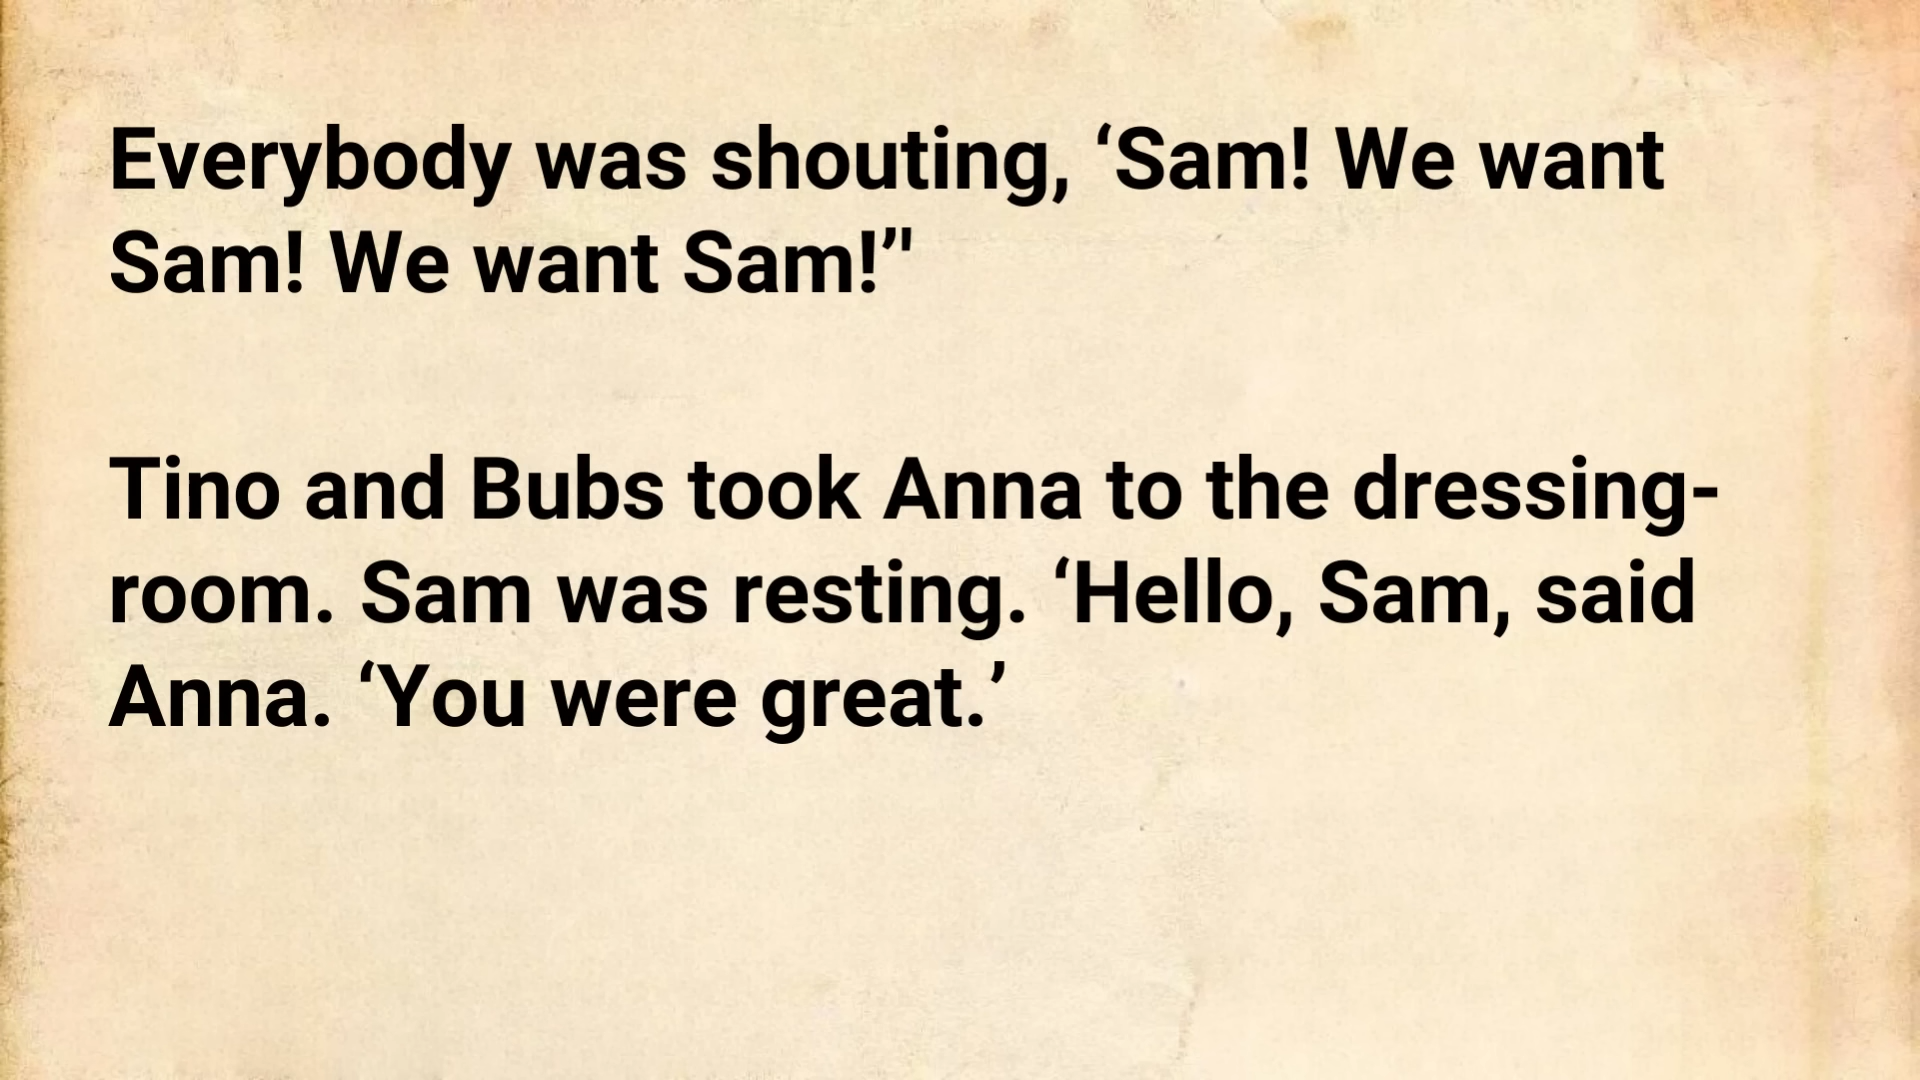 Everybody was shouting, ‘Sam! We want
Sam! We want Sam!’’
Tino and Bubs took Anna to the dressing-
room. Sam was resting. ‘Hello, Sam, said
Anna. ‘You were great.’